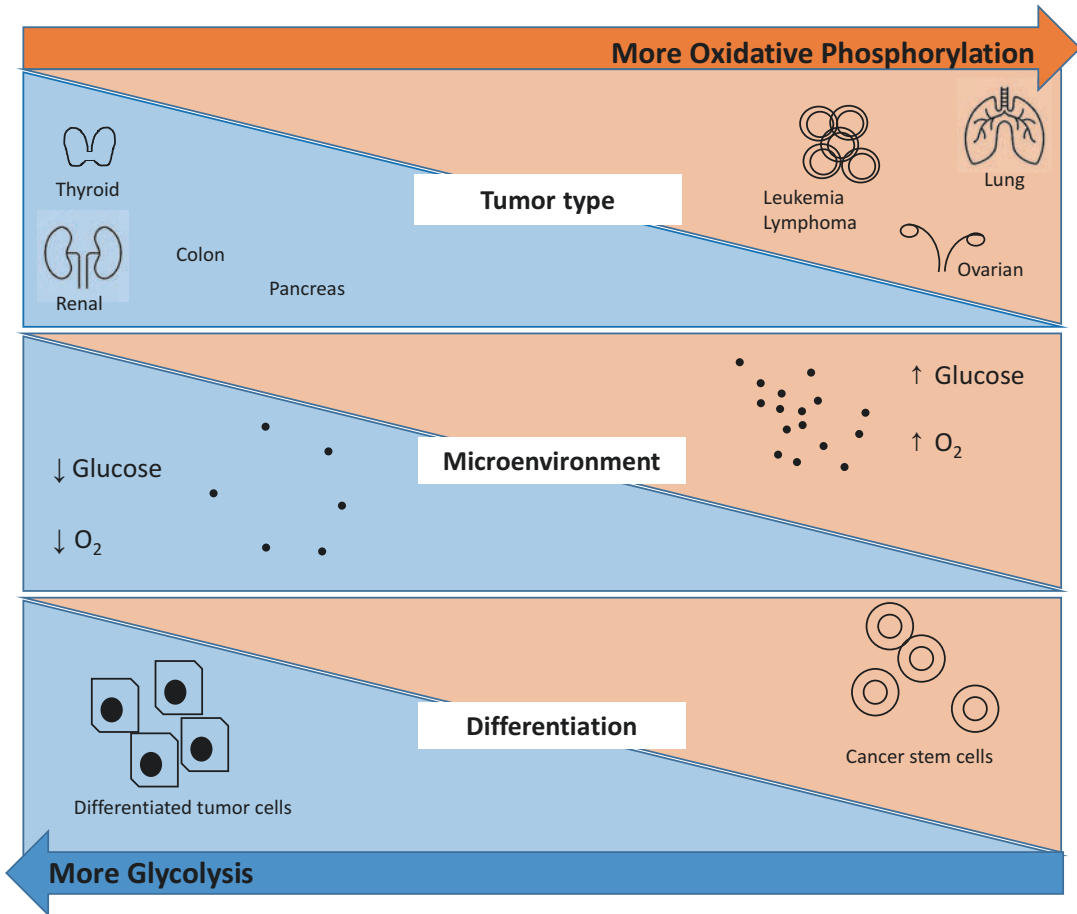 More Oxidative Phosphorylation
Thyroid
Lung
Tumor type
Leukemia
Lymphoma
Colon
Ovarian
Pancreas
Renal
↑ Glucose
Microenvironment
↑ O₂
↓ Glucose
↓ O₂
Differentiation
Cancer stem cells
Differentiated tumor cells
More Glycolysis